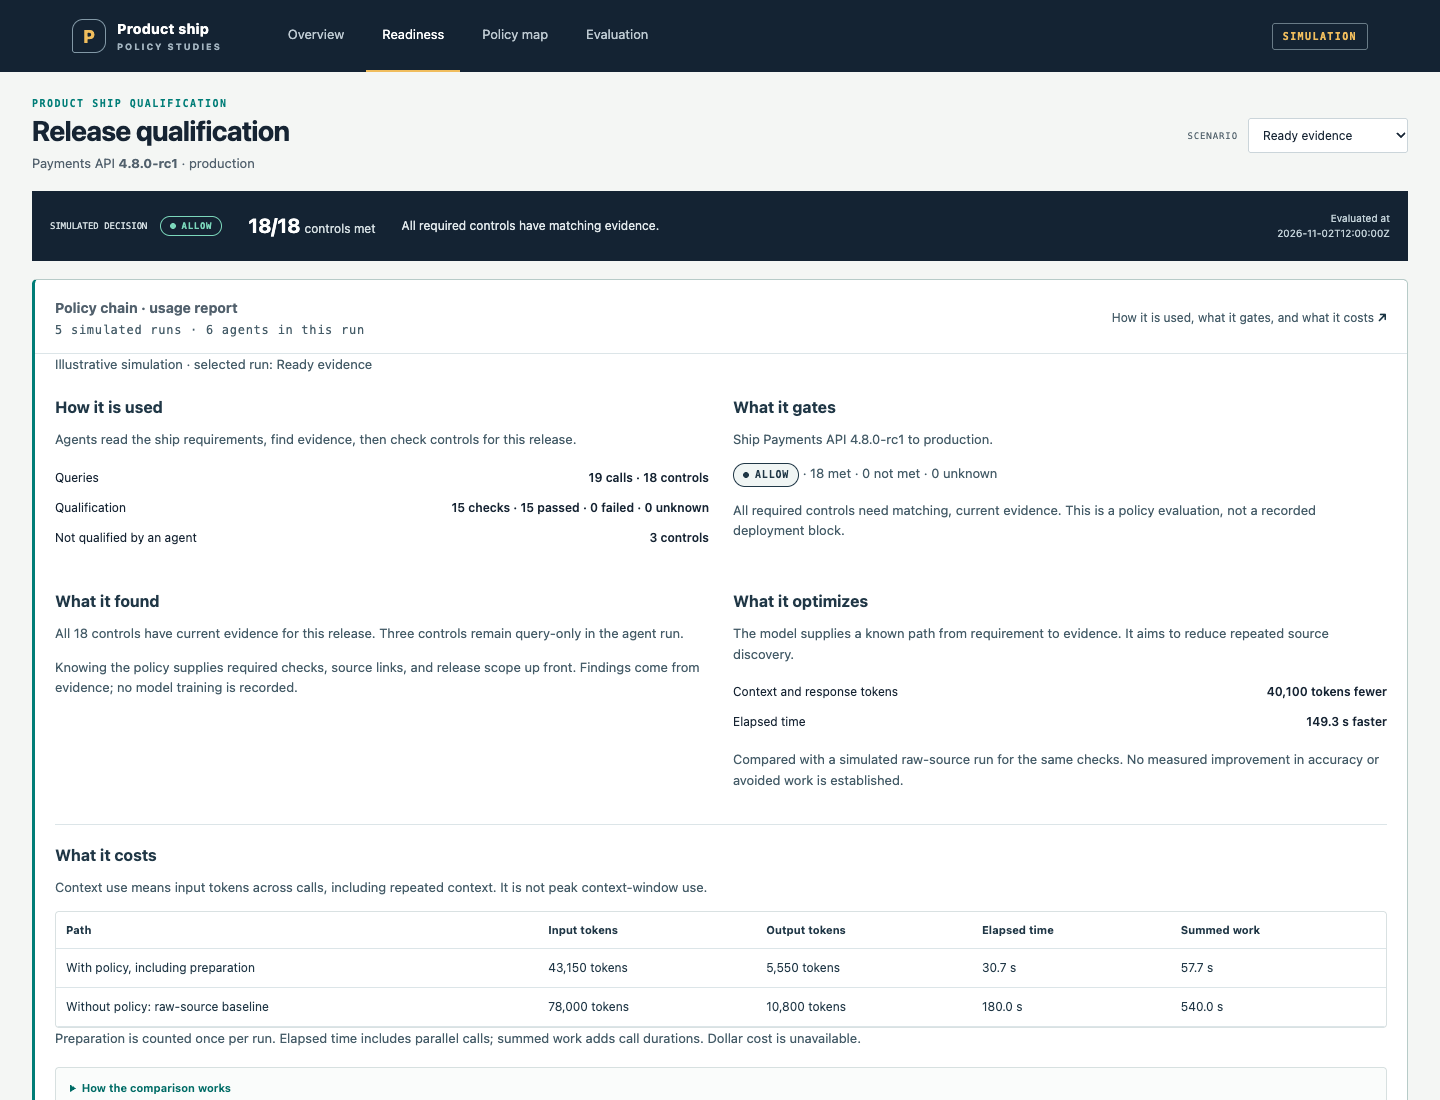 P
Product ship
POLICY STUDIES
Overview
Readiness
Policy map
Evaluation
SIMULATION
PRODUCT SHIP QUALIFICATION
Release qualification
Payments API 4.8.0-rc1 · production
SCENARIO
Ready evidence
SIMULATED DECISION
ALLOW
18/18 controls met
All required controls have matching evidence.
Evaluated at
2026-11-02T12:00:00Z
Policy chain · usage report
5 simulated runs · 6 agents in this run
How it is used, what it gates, and what it costs ↗
Illustrative simulation · selected run: Ready evidence
How it is used
Agents read the ship requirements, find evidence, then check controls for this release.
Queries 19 calls · 18 controls
Qualification 15 checks · 15 passed · 0 failed · 0 unknown
Not qualified by an agent 3 controls
What it gates
Ship Payments API 4.8.0-rc1 to production.
ALLOW · 18 met · 0 not met · 0 unknown
All required controls need matching, current evidence. This is a policy evaluation, not a recorded
deployment block.
What it found
All 18 controls have current evidence for this release. Three controls remain query-only in the agent run.
Knowing the policy supplies required checks, source links, and release scope up front. Findings come from
evidence; no model training is recorded.
What it optimizes
The model supplies a known path from requirement to evidence. It aims to reduce repeated source
discovery.
Context and response tokens 40,100 tokens fewer
Elapsed time 149.3 s faster
Compared with a simulated raw-source run for the same checks. No measured improvement in accuracy or
avoided work is established.
What it costs
Context use means input tokens across calls, including repeated context. It is not peak context-window use.
Path Input tokens Output tokens Elapsed time Summed work
With policy, including preparation 43,150 tokens 5,550 tokens 30.7 s 57.7 s
Without policy: raw-source baseline 78,000 tokens 10,800 tokens 180.0 s 540.0 s
Preparation is counted once per run. Elapsed time includes parallel calls; summed work adds call durations. Dollar cost is unavailable.
How the comparison works